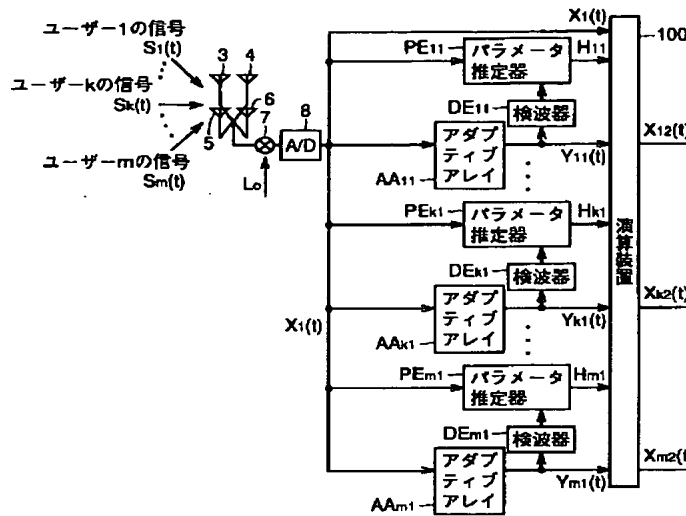 ユーザー1の信号
S1(t)
ユーザーkの信号
Sk(t)
ユーザーmの信号
Sm(t)
3
4
5
6
7
8
A/D
Lo
X1(t)
X1(t)
PE11
パラメータ
推定器
H11
DE11
検波器
アダプ
ティブ
アレイ
AA11
Y11(t)
PEk1
パラメータ
推定器
Hk1
DEk1
検波器
アダプ
ティブ
アレイ
AAk1
Yk1(t)
PEm1
パラメータ
推定器
Hm1
DEm1
検波器
アダプ
ティブ
アレイ
AAm1
Ym1(t)
演算装置
100
X12(t)
Xk2(t)
Xm2(t)